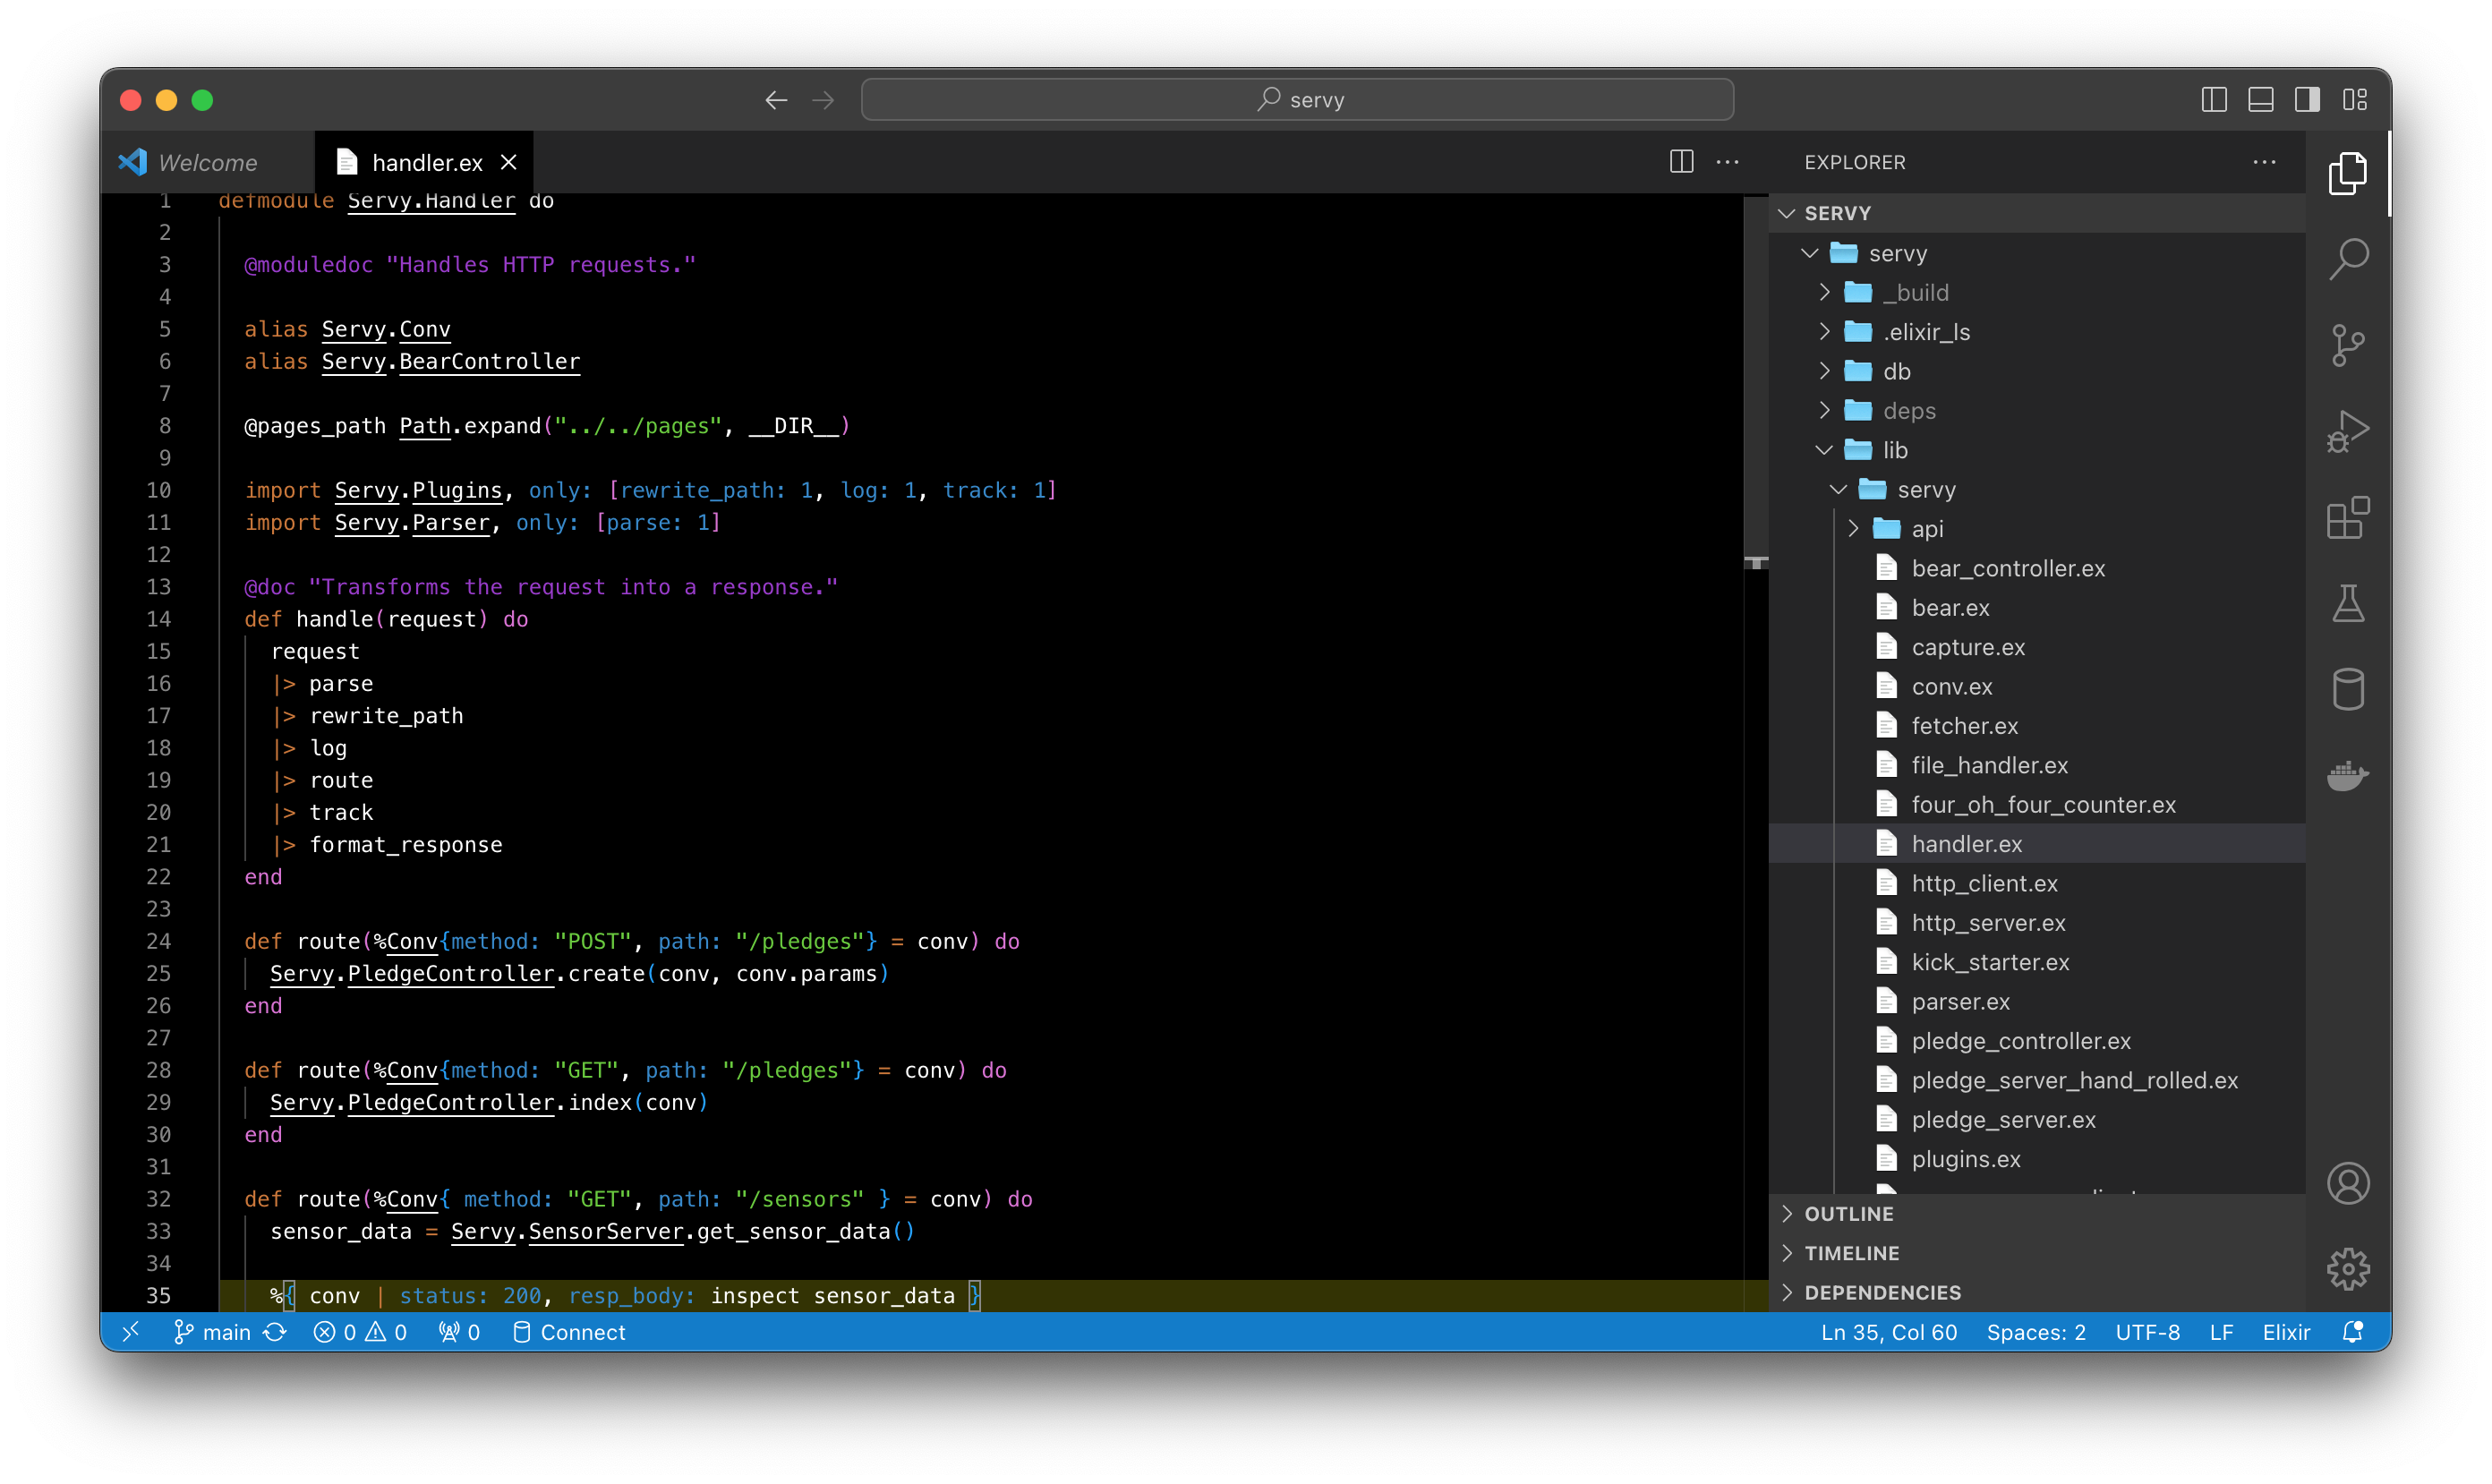 servy
Welcome
handler.ex
1 defmodule Servy.Handler do
2
3 @moduledoc "Handles HTTP requests."
4
5 alias Servy.Conv
6 alias Servy.BearController
7
8 @pages_path Path.expand("../../pages", __DIR__)
9
10 import Servy.Plugins, only: [rewrite_path: 1, log: 1, track: 1]
11 import Servy.Parser, only: [parse: 1]
12
13 @doc "Transforms the request into a response."
14 def handle(request) do
15 request
16 |> parse
17 |> rewrite_path
18 |> log
19 |> route
20 |> track
21 |> format_response
22 end
23
24 def route(%Conv{method: "POST", path: "/pledges"} = conv) do
25 Servy.PledgeController.create(conv, conv.params)
26 end
27
28 def route(%Conv{method: "GET", path: "/pledges"} = conv) do
29 Servy.PledgeController.index(conv)
30 end
31
32 def route(%Conv{ method: "GET", path: "/sensors" } = conv) do
33 sensor_data = Servy.SensorServer.get_sensor_data()
34
35 %{ conv | status: 200, resp_body: inspect sensor_data }
EXPLORER
SERVY
servy
_build
.elixir_ls
db
deps
lib
servy
api
bear_controller.ex
bear.ex
capture.ex
conv.ex
fetcher.ex
file_handler.ex
four_oh_four_counter.ex
handler.ex
http_client.ex
http_server.ex
kick_starter.ex
parser.ex
pledge_controller.ex
pledge_server_hand_rolled.ex
pledge_server.ex
plugins.ex
OUTLINE
TIMELINE
DEPENDENCIES
main 0 0 0 Connect
Ln 35, Col 60 Spaces: 2 UTF-8 LF Elixir